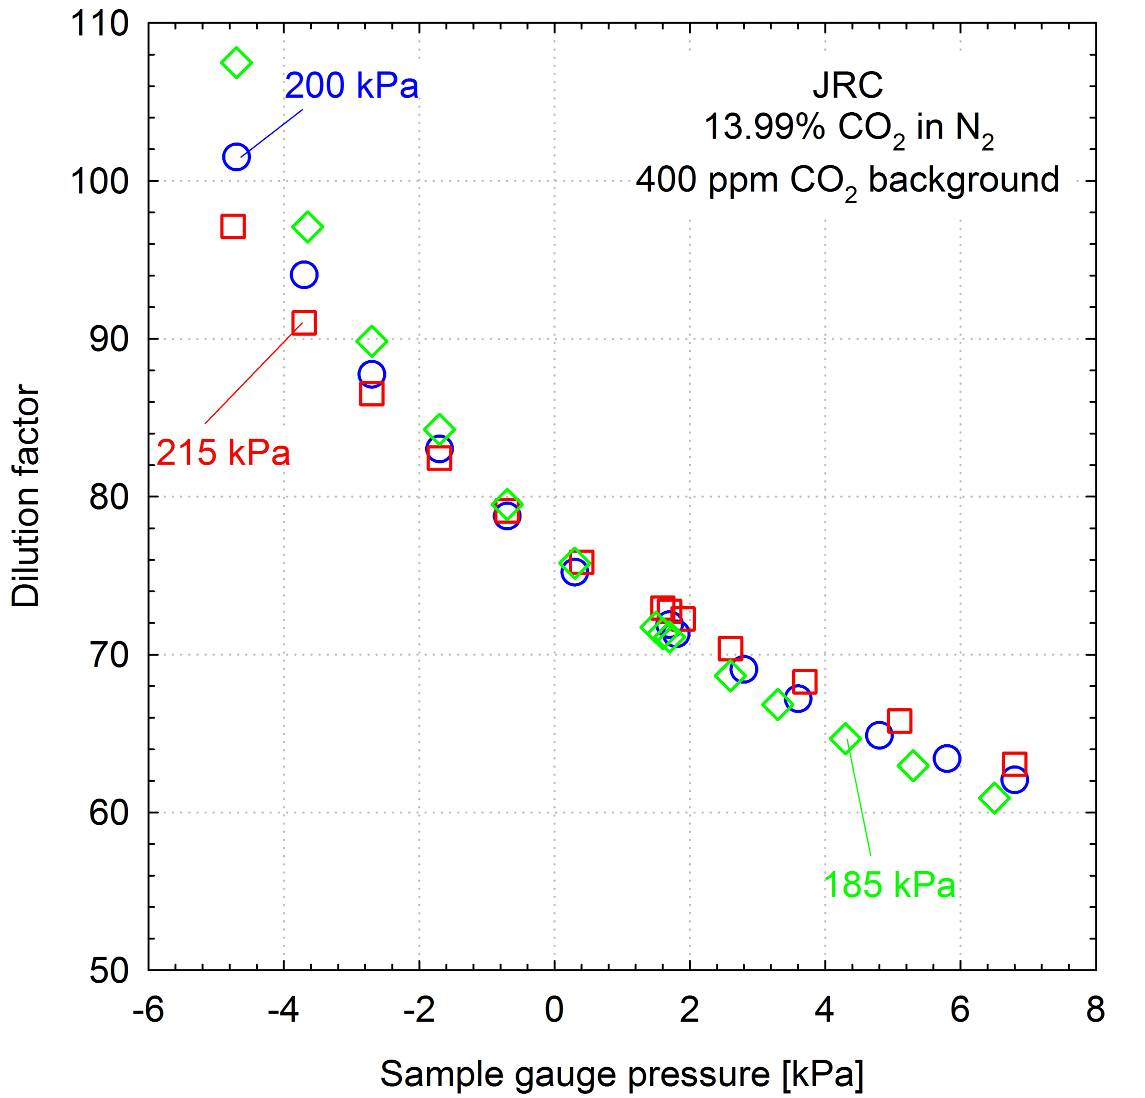 110
200 kPa
JRC
13.99% CO₂ in N₂
100
400 ppm CO₂ background
90
215 kPa
Dilution factor
80
70
60
185 kPa
50
-6 -4 -2 0 2 4 6 8
Sample gauge pressure [kPa]